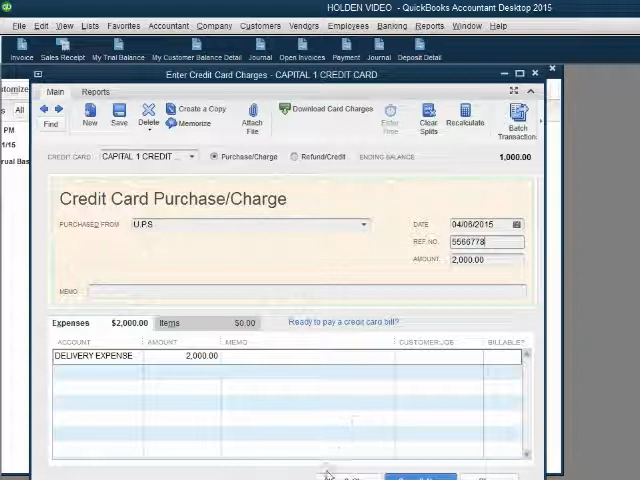 HOLDEN VIDEO - QuickBooks Accountant Desktop 2015
File Edit View Lists Favorites Accountant Company Customers Vendors Employees Banking Reports Window Help
Invoice Sales Receipt My Trial Balance My Customer Balance Detail Journal Open Invoices Payment Journal Deposit Detail
Enter Credit Card Charges - CAPITAL 1 CREDIT CARD
Main Reports
Find New Save Delete Create a Copy Memorize Attach File Download Card Charges Enter Time Clear Splits Recalculate Batch Transaction
All
PM
CREDIT CARD CAPITAL 1 CREDIT ... Purchase/Charge Refund/Credit ENDING BALANCE 1,000.00
Credit Card Purchase/Charge
PURCHASED FROM U.P.S DATE 04/06/2015
REF NO. 5566778
AMOUNT 2,000.00
MEMO
Expenses $2,000.00 Items $0.00 Ready to pay a credit card bill?
ACCOUNT AMOUNT MEMO CUSTOMER:JOB BILLABLE?
DELIVERY EXPENSE 2,000.00